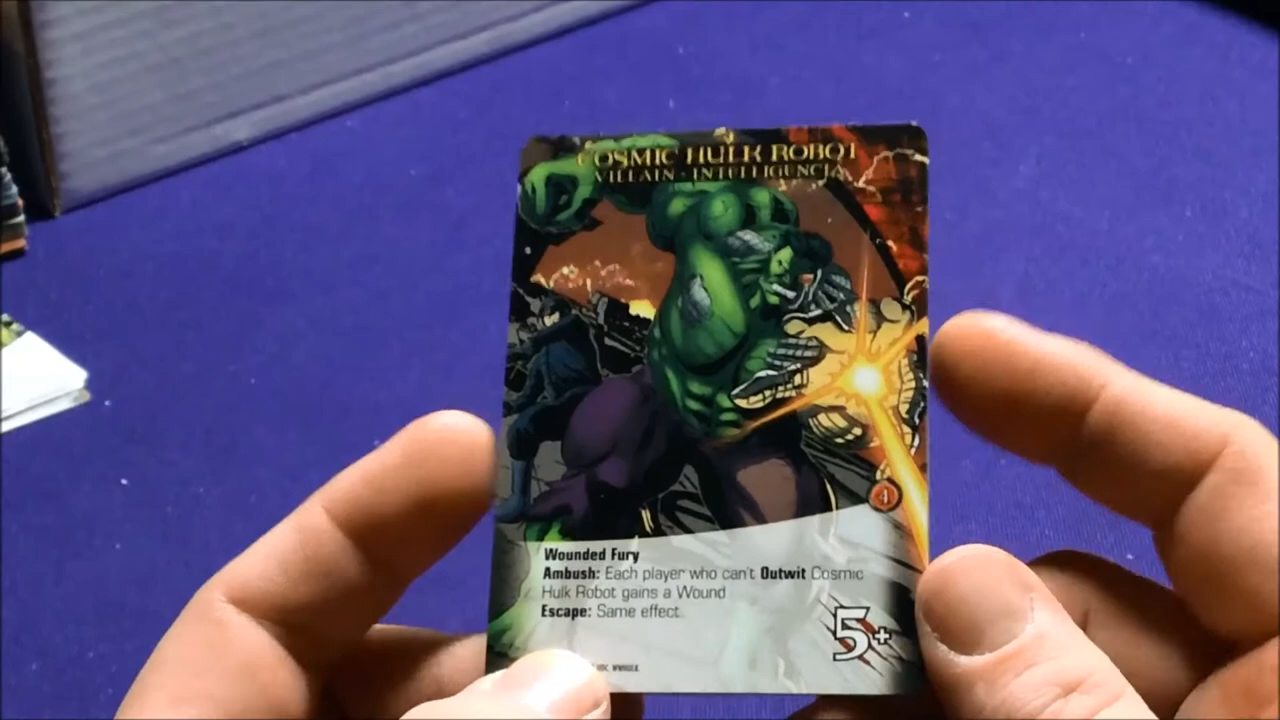 COSMIC HULK ROBOT
VILLAIN - INTELLIGENCIA
4
Wounded Fury
Ambush: Each player who can't Outwit Cosmic
Hulk Robot gains a Wound
Escape: Same effect.
5+